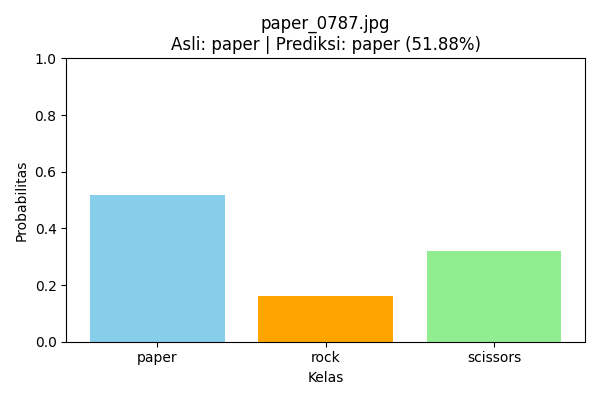 paper_0787.jpg
Asli: paper | Prediksi: paper (51.88%)
1.0
0.8
0.6
0.4
0.2
0.0
Probabilitas
paper rock scissors
Kelas